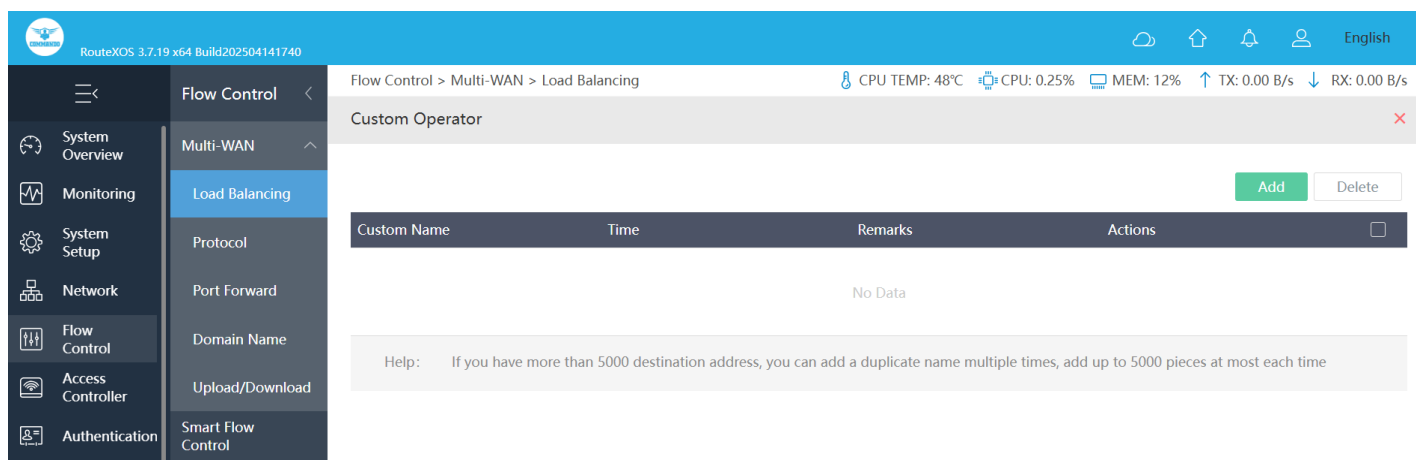 COMMANDO
RouteXOS 3.7.19 x64 Build202504141740
English
Flow Control
Flow Control > Multi-WAN > Load Balancing
CPU TEMP: 48℃ CPU: 0.25% MEM: 12% TX: 0.00 B/s RX: 0.00 B/s
Custom Operator
System
Overview
Multi-WAN
Monitoring
Load Balancing
Add Delete
System
Setup
Protocol
Custom Name Time Remarks Actions
Network
Port Forward
No Data
Flow
Control
Domain Name
Help: If you have more than 5000 destination address, you can add a duplicate name multiple times, add up to 5000 pieces at most each time
Access
Controller
Upload/Download
Authentication
Smart Flow
Control